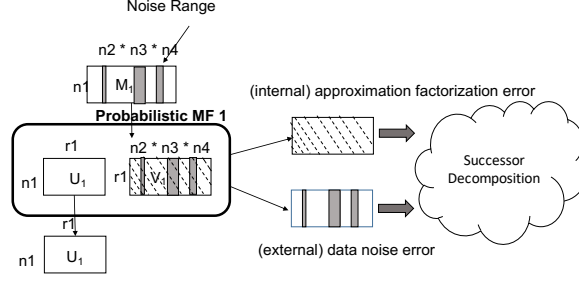 Noise Range
n2 * n3 * n4
n1
M1
Probabilistic MF 1
r1
n2 * n3 * n4
n1
U1
r1
V1
r1
n1
U1
(internal) approximation factorization error
(external) data noise error
Successor
Decomposition